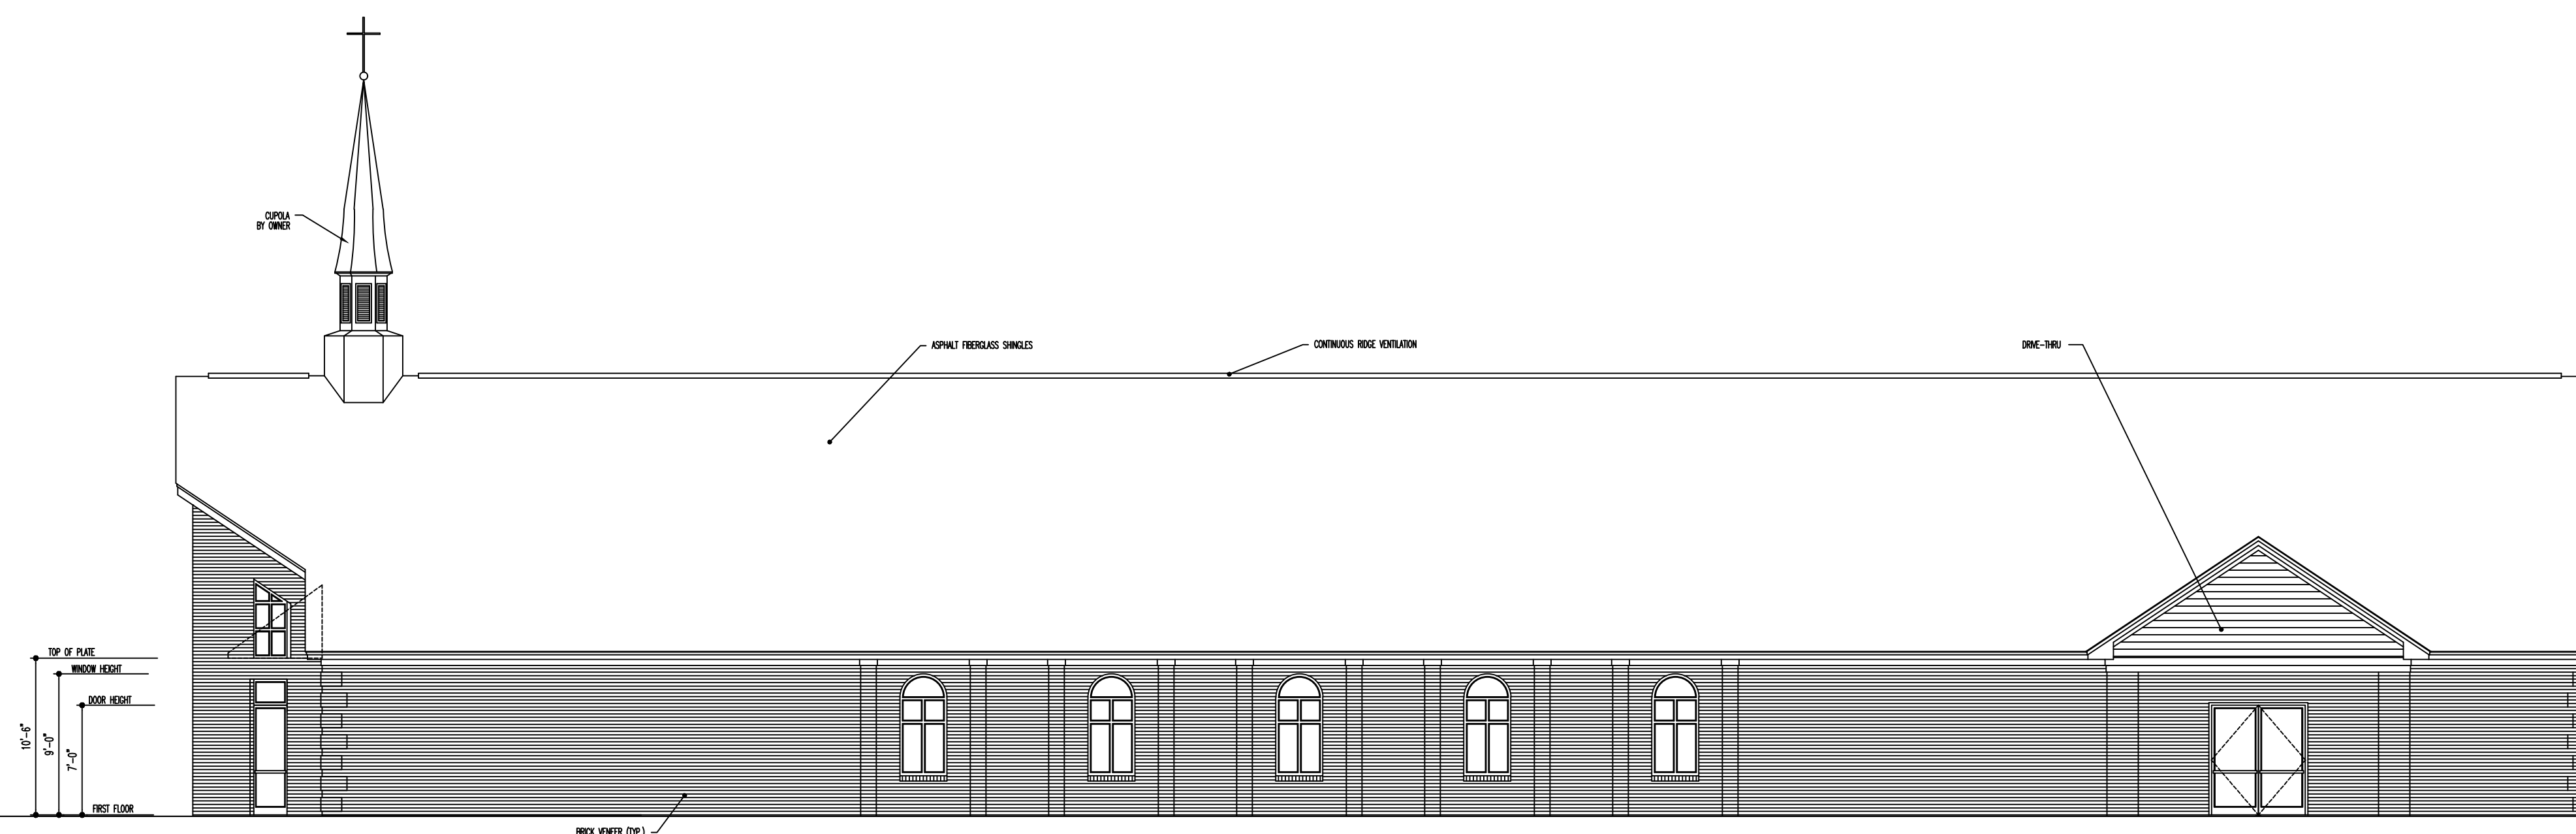 CUPOLA
BY OWNER
ASPHALT FIBERGLASS SHINGLES
CONTINUOUS RIDGE VENTILATION
DRIVE-THRU
TOP OF PLATE
WINDOW HEIGHT
DOOR HEIGHT
10'-6"
9'-0"
7'-0"
FIRST FLOOR
BRICK VENEER (TYP.)